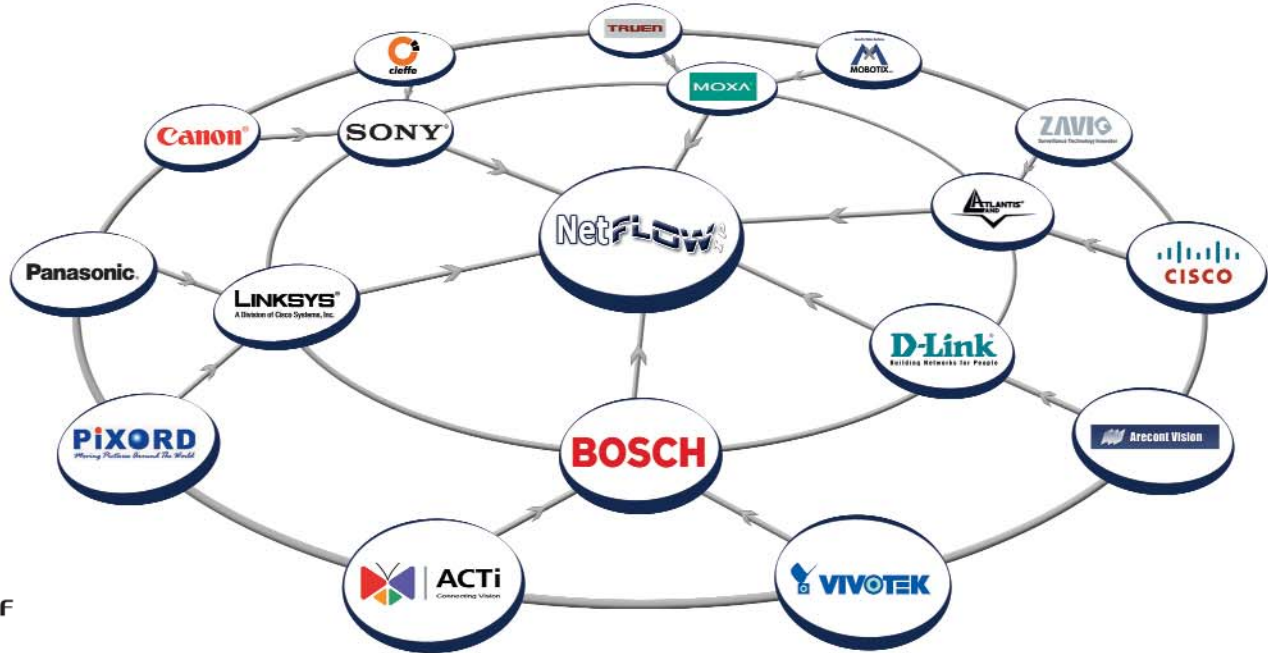 TRUEN
cieffe
MOBOTIX
MOXA
Canon
SONY
ZAVIO
Surveillance Technology Innovator
ATLANTIS
LAND
NetFLOW
Panasonic
CISCO
LINKSYS®
A Division of Cisco Systems, Inc.
D-Link®
Building Networks for People
PiXORD
Moving Pictures Around The World
BOSCH
Arecont Vision
ACTi
Connecting Vision
VIVOTEK
F